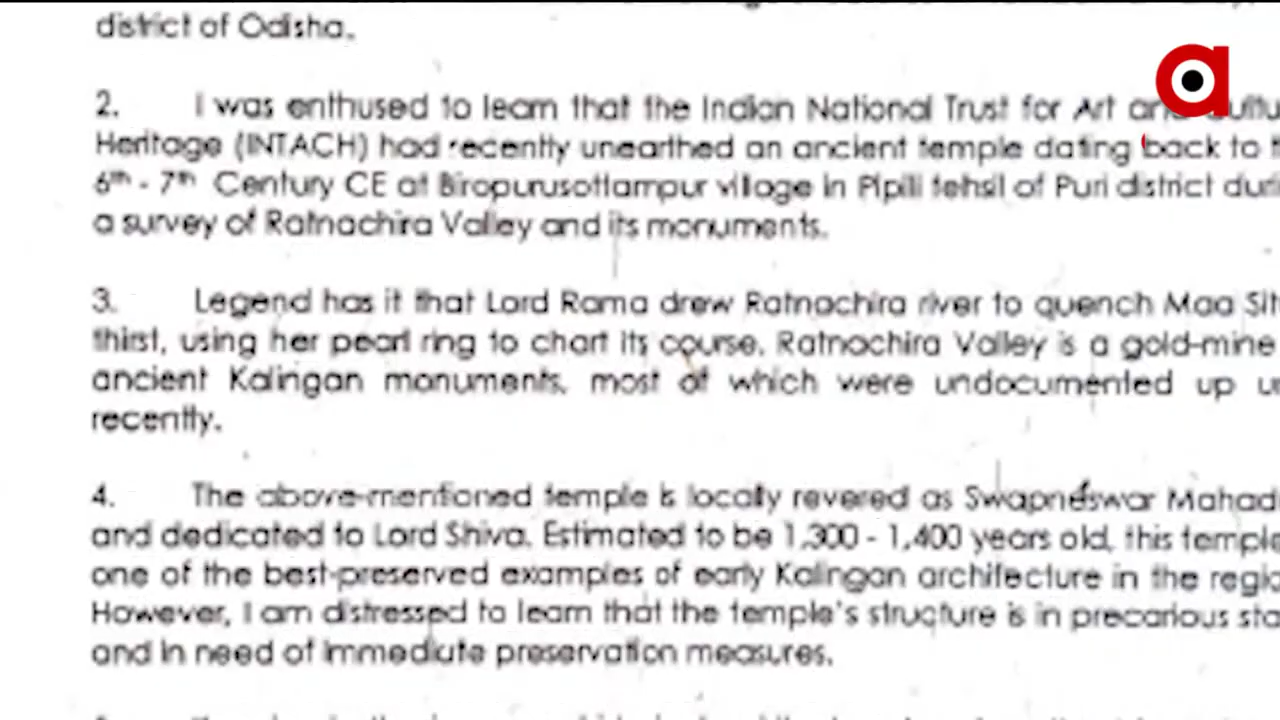 district of Odisha.
2. I was enthused to learn that the Indian National Trust for Art and
Heritage (INTACH) had recently unearthed an ancient temple dating back to
6th - 7th Century CE at Biropurusottampur village in Pipili tehsil of Puri district
a survey of Ratnachira Valley and its monuments.
3. Legend has it that Lord Rama drew Ratnachira river to quench Maa
thirst, using her pearl ring to chart its course. Ratnachira Valley is a gold-mine
ancient Kalingan monuments, most of which were undocumented up
recently.
4. The above-mentioned temple is locally revered as Swapneswar
and dedicated to Lord Shiva. Estimated to be 1,300 - 1,400 years old, this temple
one of the best-preserved examples of early Kalingan architecture in the
However, I am distressed to learn that the temple's structure is in precarious
and in need of immediate preservation measures.